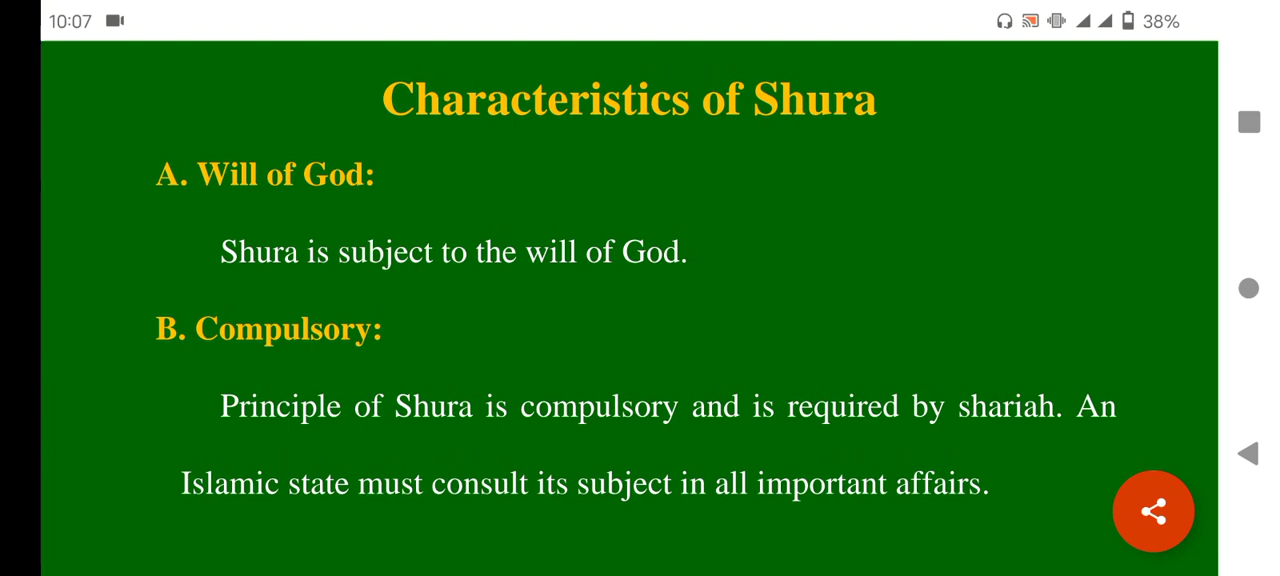 10:07
38%
Characteristics of Shura
A. Will of God:
Shura is subject to the will of God.
B. Compulsory:
Principle of Shura is compulsory and is required by shariah. An
Islamic state must consult its subject in all important affairs.